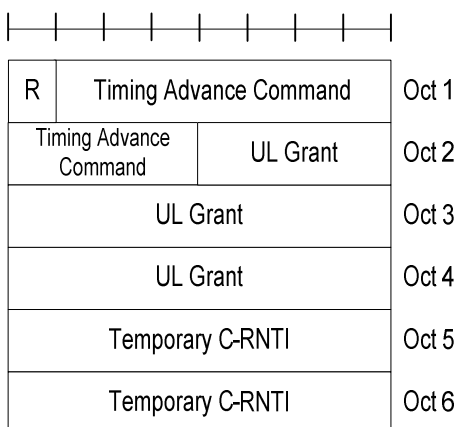 R Timing Advance Command Oct 1
Timing Advance
Command UL Grant Oct 2
UL Grant Oct 3
UL Grant Oct 4
Temporary C-RNTI Oct 5
Temporary C-RNTI Oct 6